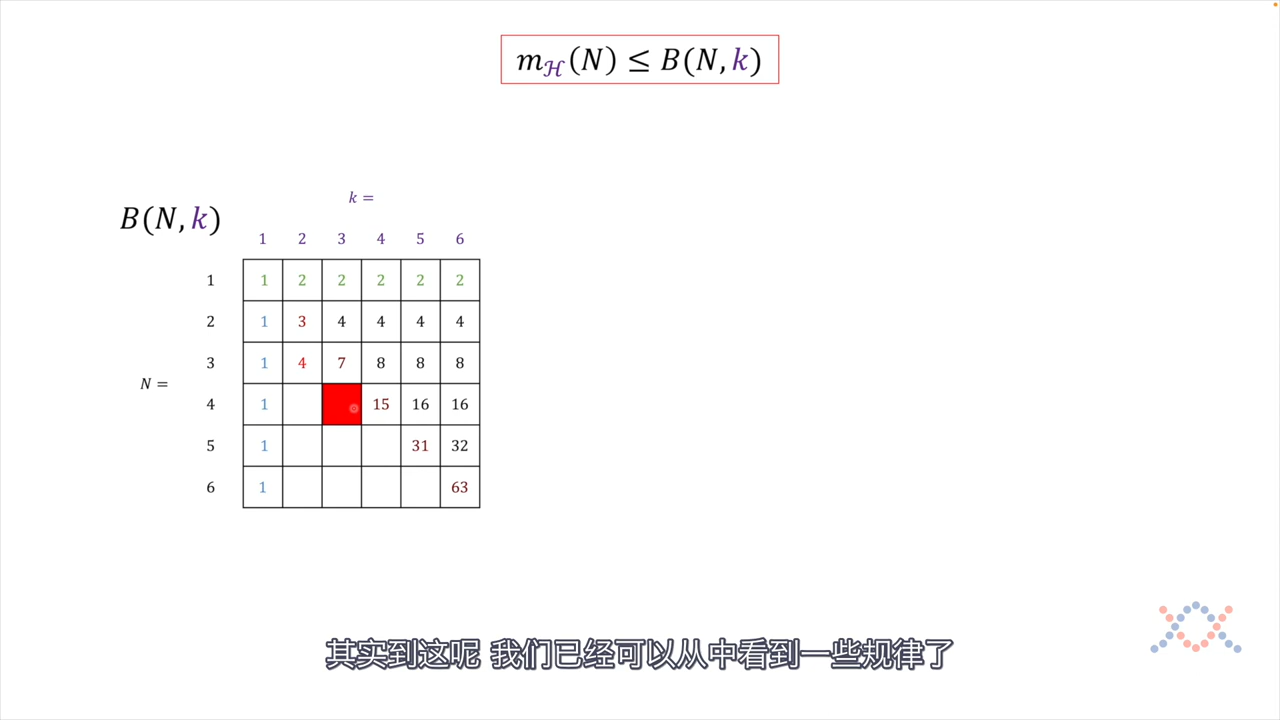 m_ℋ(N) ≤ B(N, k)
k =
B(N, k)
1 2 3 4 5 6
1 1 2 2 2 2 2
2 1 3 4 4 4 4
3 1 4 7 8 8 8
N =
4 1 15 16 16
5 1 31 32
6 1 63
其实到这呢 我们已经可以从中看到一些规律了